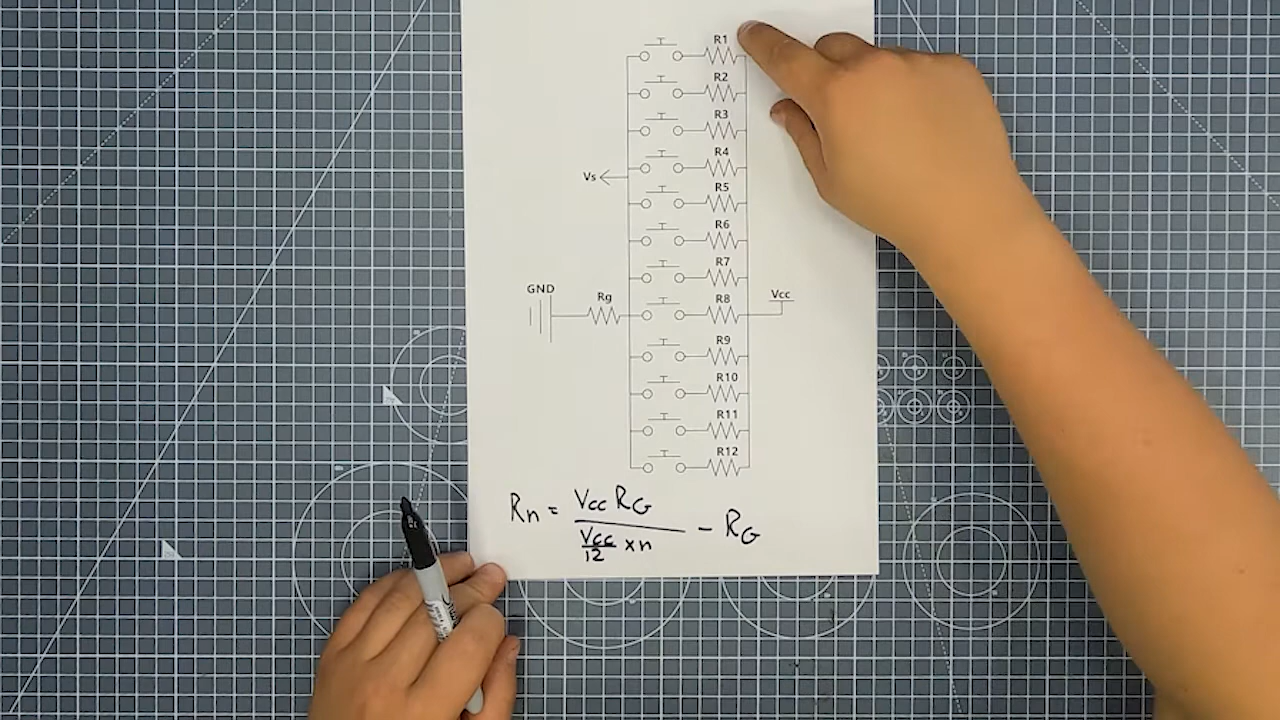 R1
R2
R3
R4
Vs
R5
R6
R7
GND
Rg
R8
Vcc
R9
R10
R11
R12
Rn = Vcc RG / Vcc/12 x n - RG